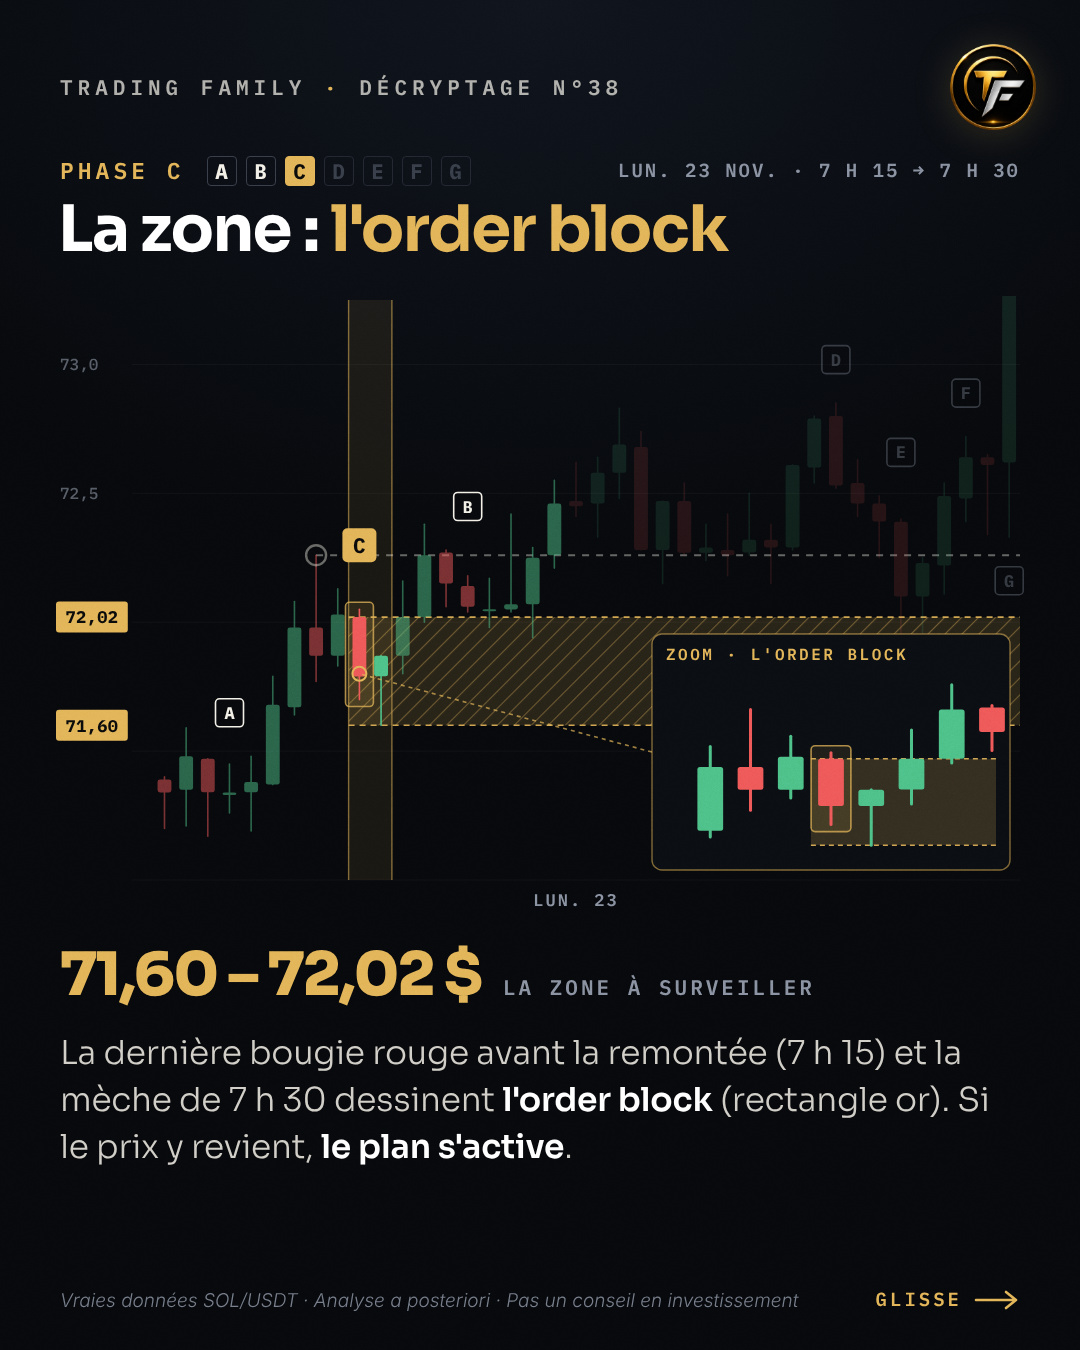 TRADING FAMILY · DÉCRYPTAGE N°38
TF
PHASE C A B C D E F G
LUN. 23 NOV. · 7 H 15 → 7 H 30
La zone : l'order block
73,0
D
F
E
72,5
B
C
G
72,02
ZOOM · L'ORDER BLOCK
A
71,60
LUN. 23
71,60 – 72,02 $ LA ZONE À SURVEILLER
La dernière bougie rouge avant la remontée (7 h 15) et la
mèche de 7 h 30 dessinent l'order block (rectangle or). Si
le prix y revient, le plan s'active.
Vraies données SOL/USDT · Analyse a posteriori · Pas un conseil en investissement
GLISSE →